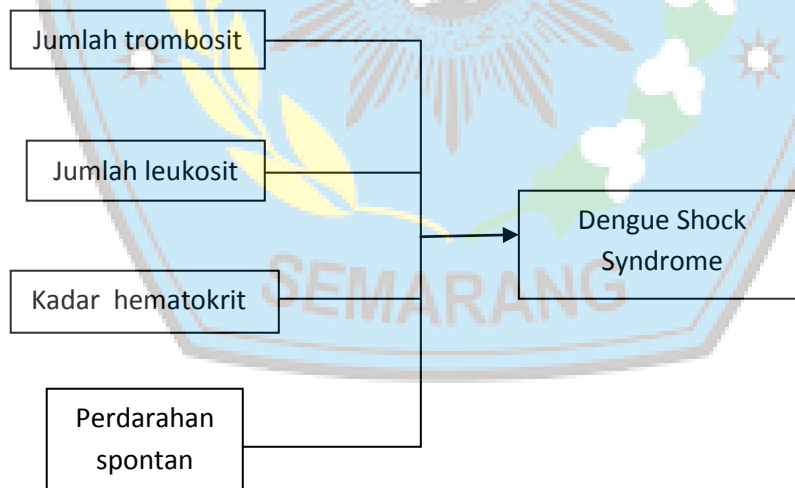 Jumlah trombosit
Jumlah leukosit
Dengue Shock
Syndrome
Kadar hematokrit
SEMARANG
Perdarahan
spontan